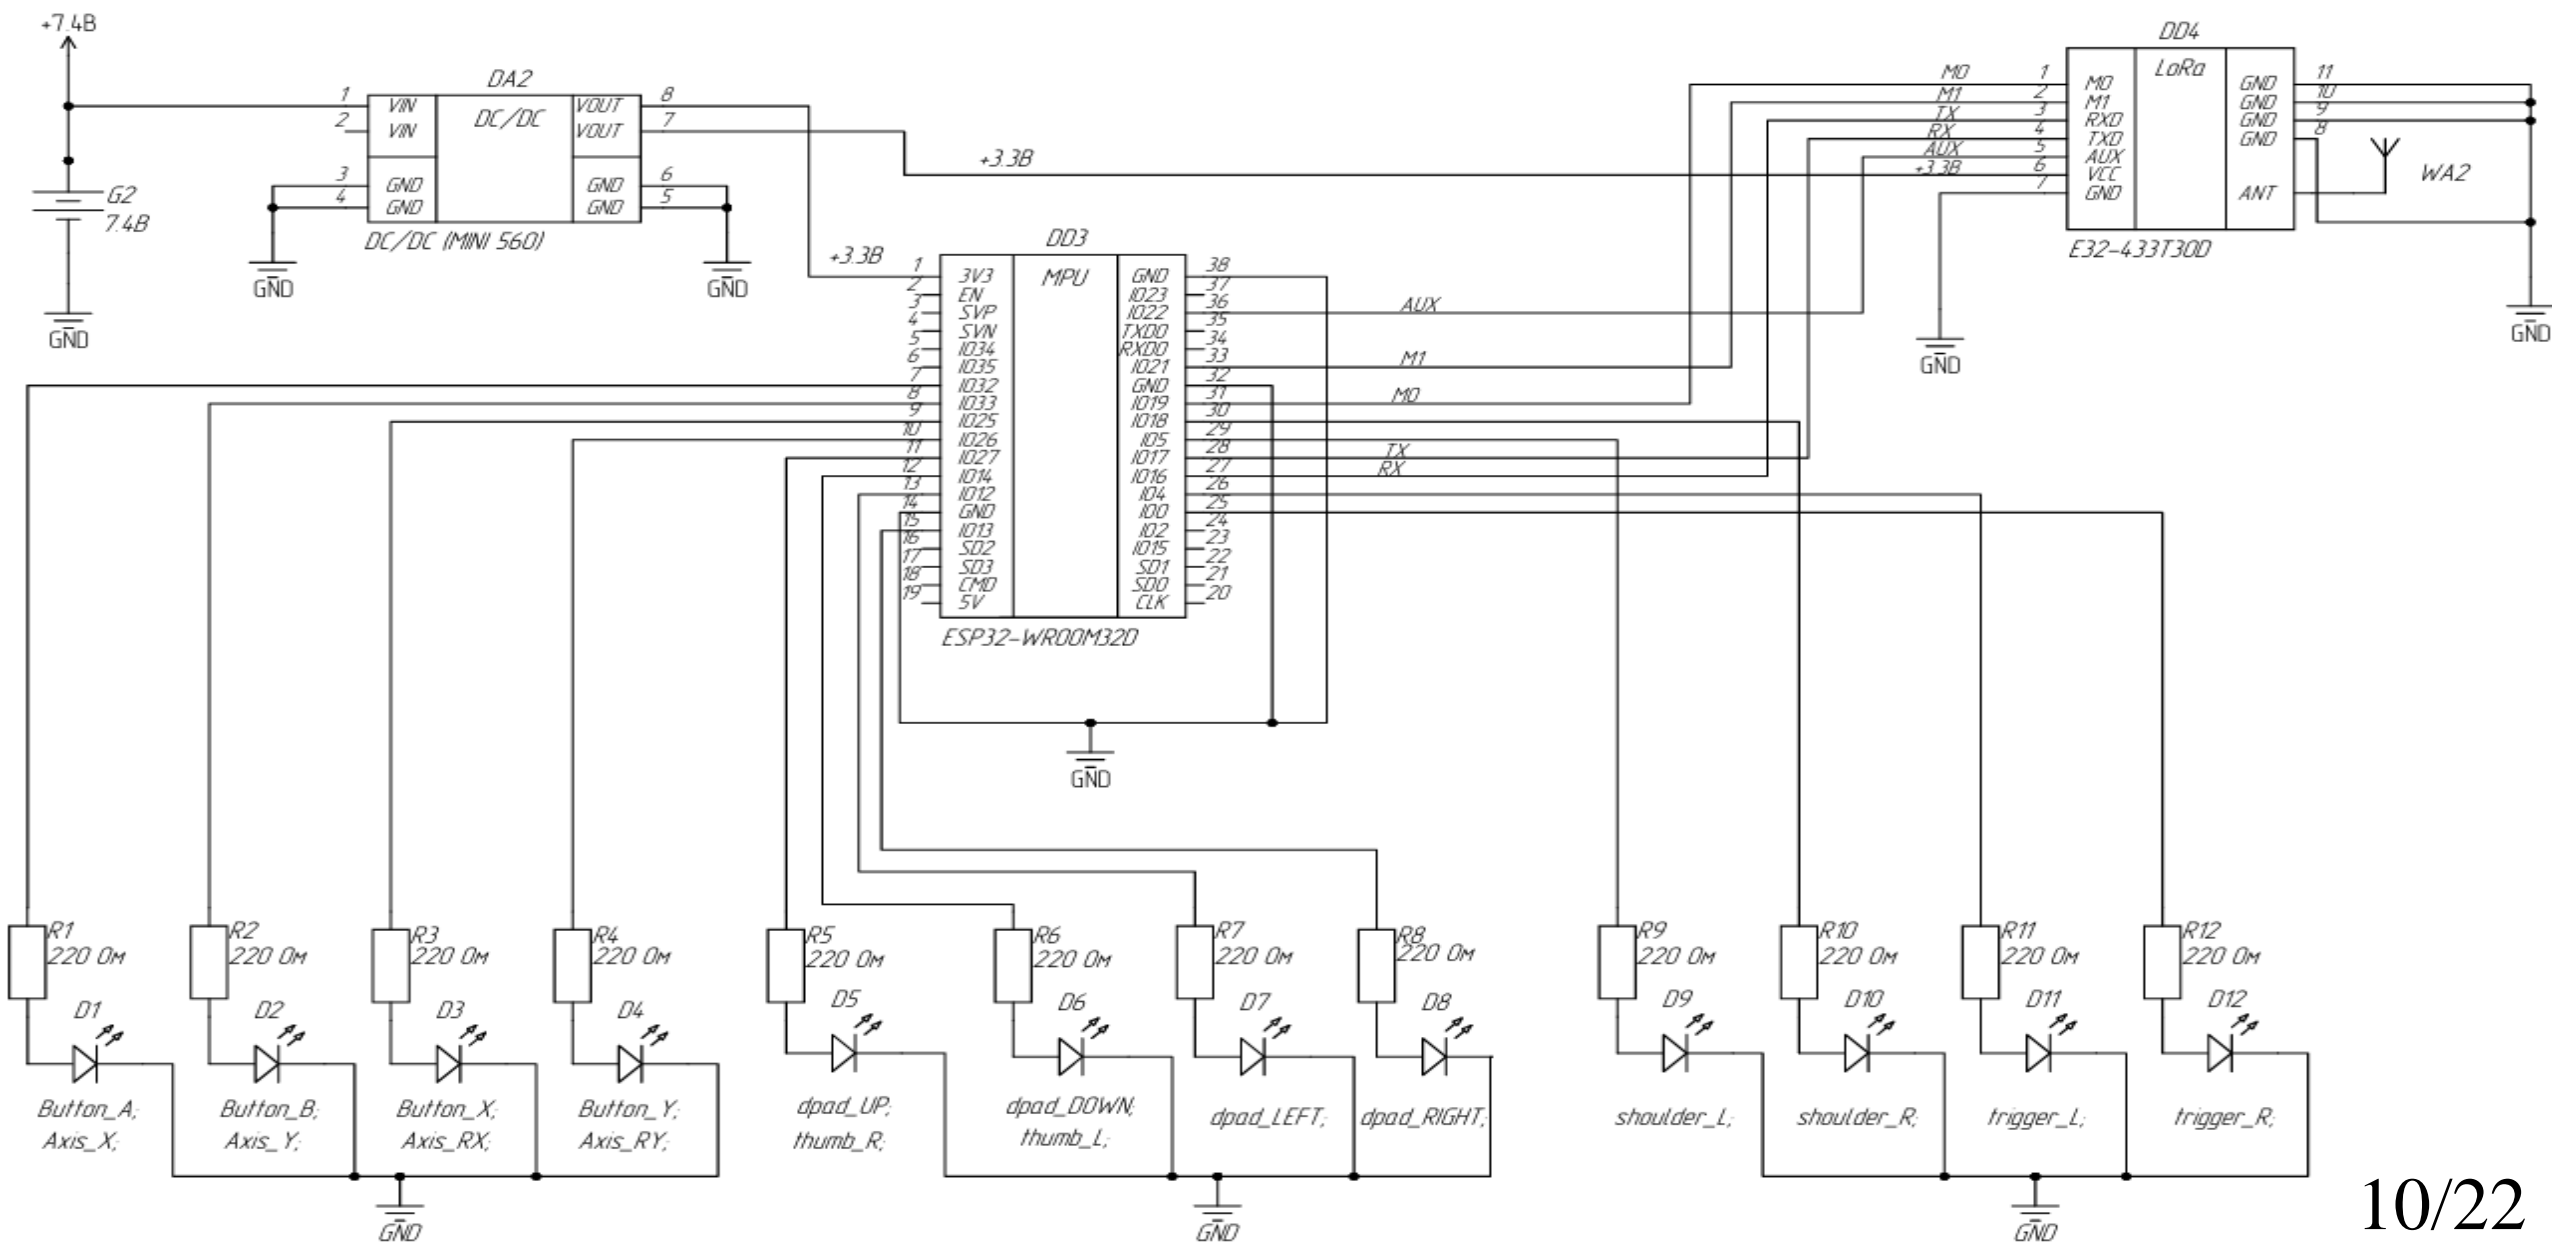 +7.4В
DA2
1 VIN DC/DC VOUT 8
2 VIN VOUT 7
3 GND GND 6
4 GND GND 5
DC/DC (MINI 560)
G2
7.4В
GND
GND
GND
+3.3В
+3.3В
DD4
LoRa
M0 1 M0 GND 11
M1 2 M1 GND 10
TX 3 RXD GND 9
RX 4 TXD GND 8
AUX 5 AUX
+3.3В 6 VCC
7 GND ANT
WA2
E32-433T30D
GND
GND
DD3
MPU
1 3V3 GND 38
2 EN IO23 37
3 SVP IO22 36 AUX
4 SVN TXD0 35
5 IO34 RXD0 34
6 IO35 IO21 33 M1
7 IO32 GND 32
8 IO33 IO19 31 M0
9 IO25 IO18 30
10 IO26 IO5 29
11 IO27 IO17 28 TX
12 IO14 IO16 27 RX
13 IO12 IO4 26
14 GND IO0 25
15 IO13 IO2 24
16 SD2 IO15 23
17 SD3 SD1 22
18 CMD SD0 21
19 5V CLK 20
ESP32-WROOM32D
GND
R1
220 Ом
D1
Button_A;
Axis_X;
R2
220 Ом
D2
Button_B;
Axis_Y;
R3
220 Ом
D3
Button_X;
Axis_RX;
R4
220 Ом
D4
Button_Y;
Axis_RY;
GND
R5
220 Ом
D5
dpad_UP;
thumb_R;
R6
220 Ом
D6
dpad_DOWN;
thumb_L;
R7
220 Ом
D7
dpad_LEFT;
R8
220 Ом
D8
dpad_RIGHT;
GND
R9
220 Ом
D9
shoulder_L;
R10
220 Ом
D10
shoulder_R;
R11
220 Ом
D11
trigger_L;
R12
220 Ом
D12
trigger_R;
GND
10/22